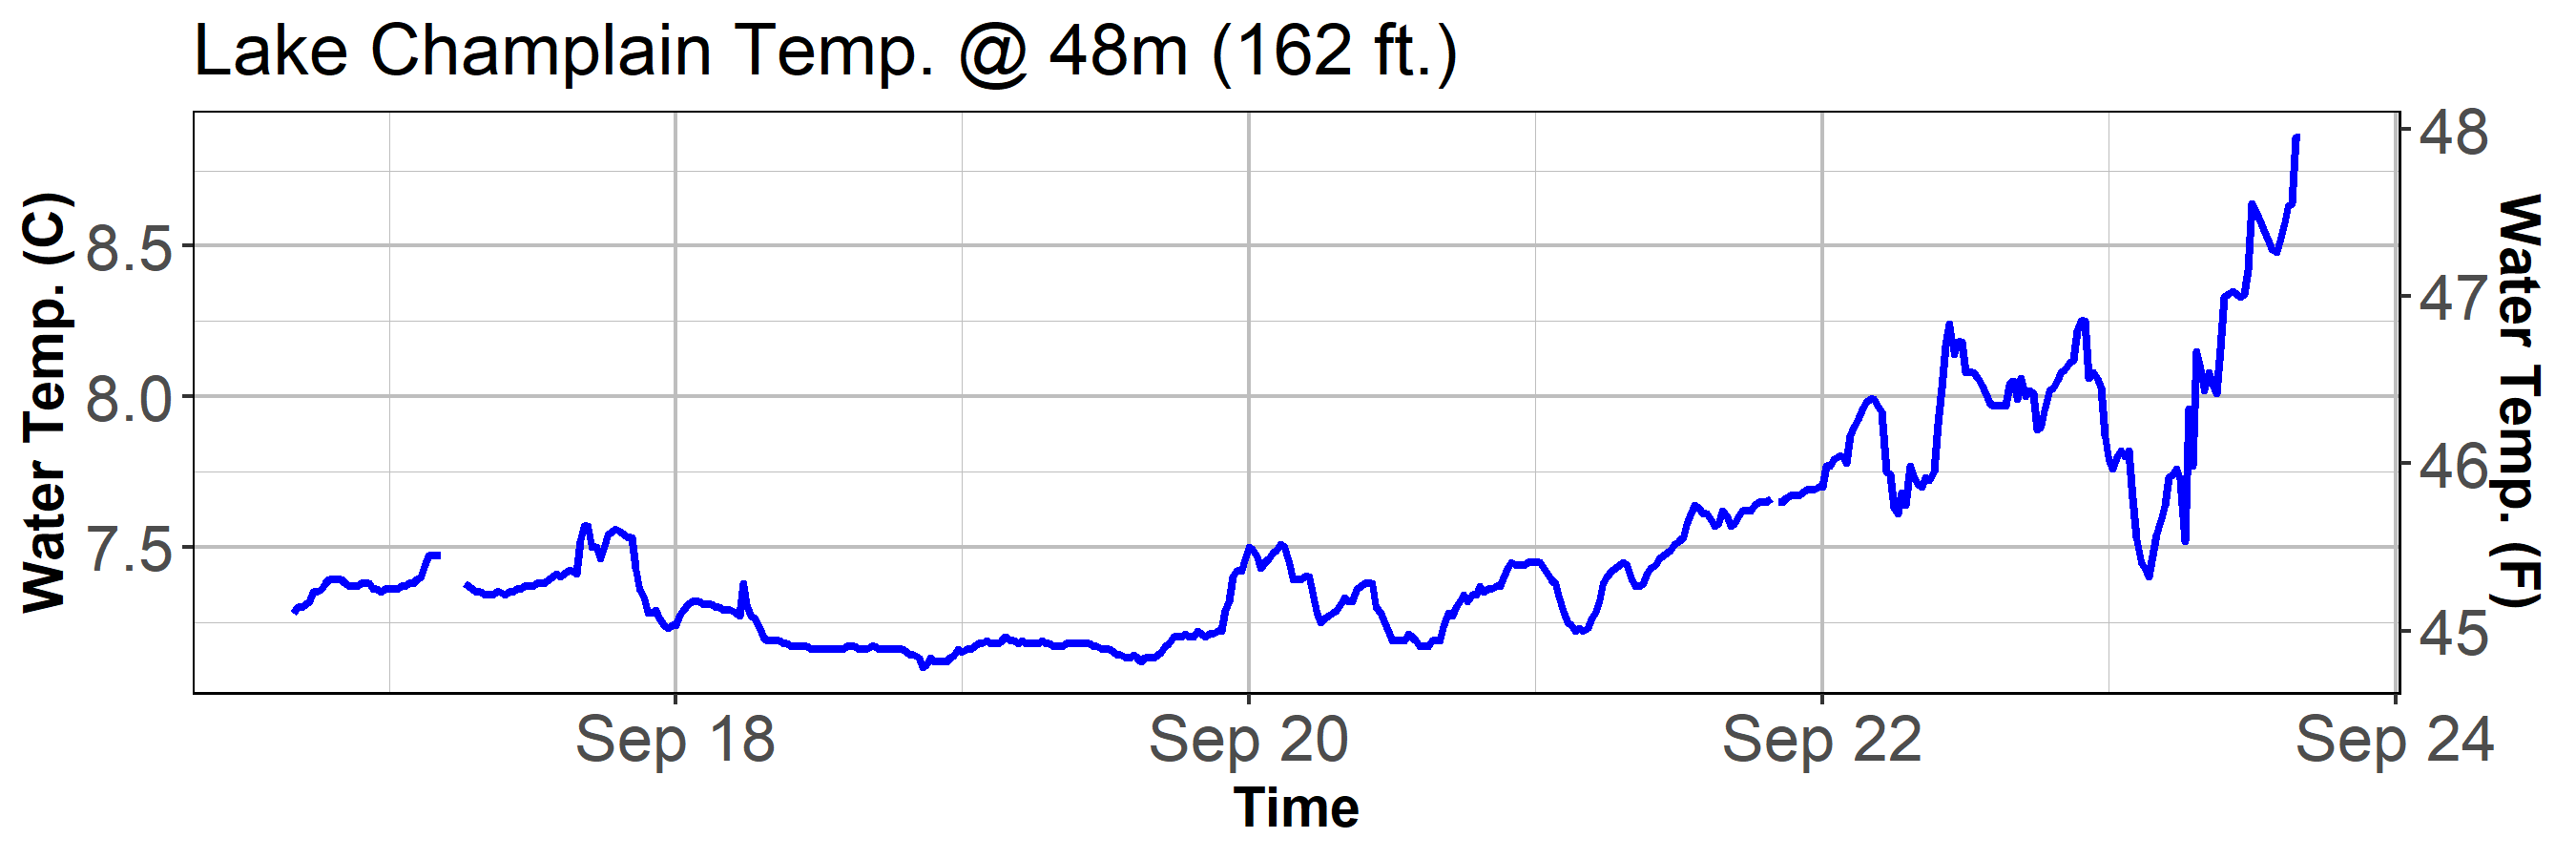 Lake Champlain Temp. @ 48m (162 ft.)
Water Temp. (C)
8.5
8.0
7.5
48
47
46
45
Water Temp. (F)
Sep 18
Sep 20
Sep 22
Sep 24
Time